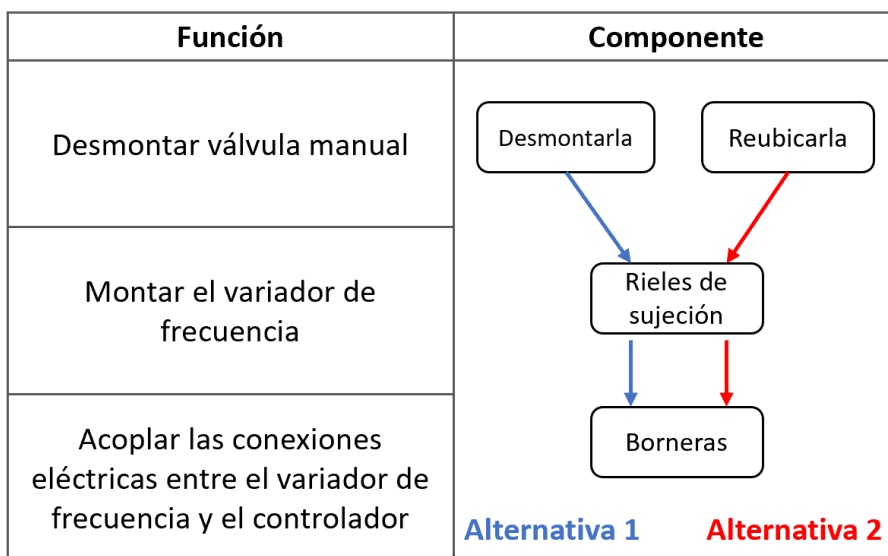 Función
Componente
Desmontar válvula manual
Desmontarla
Reubicarla
Montar el variador de
frecuencia
Rieles de
sujeción
Acoplar las conexiones
eléctricas entre el variador de
frecuencia y el controlador
Borneras
Alternativa 1
Alternativa 2